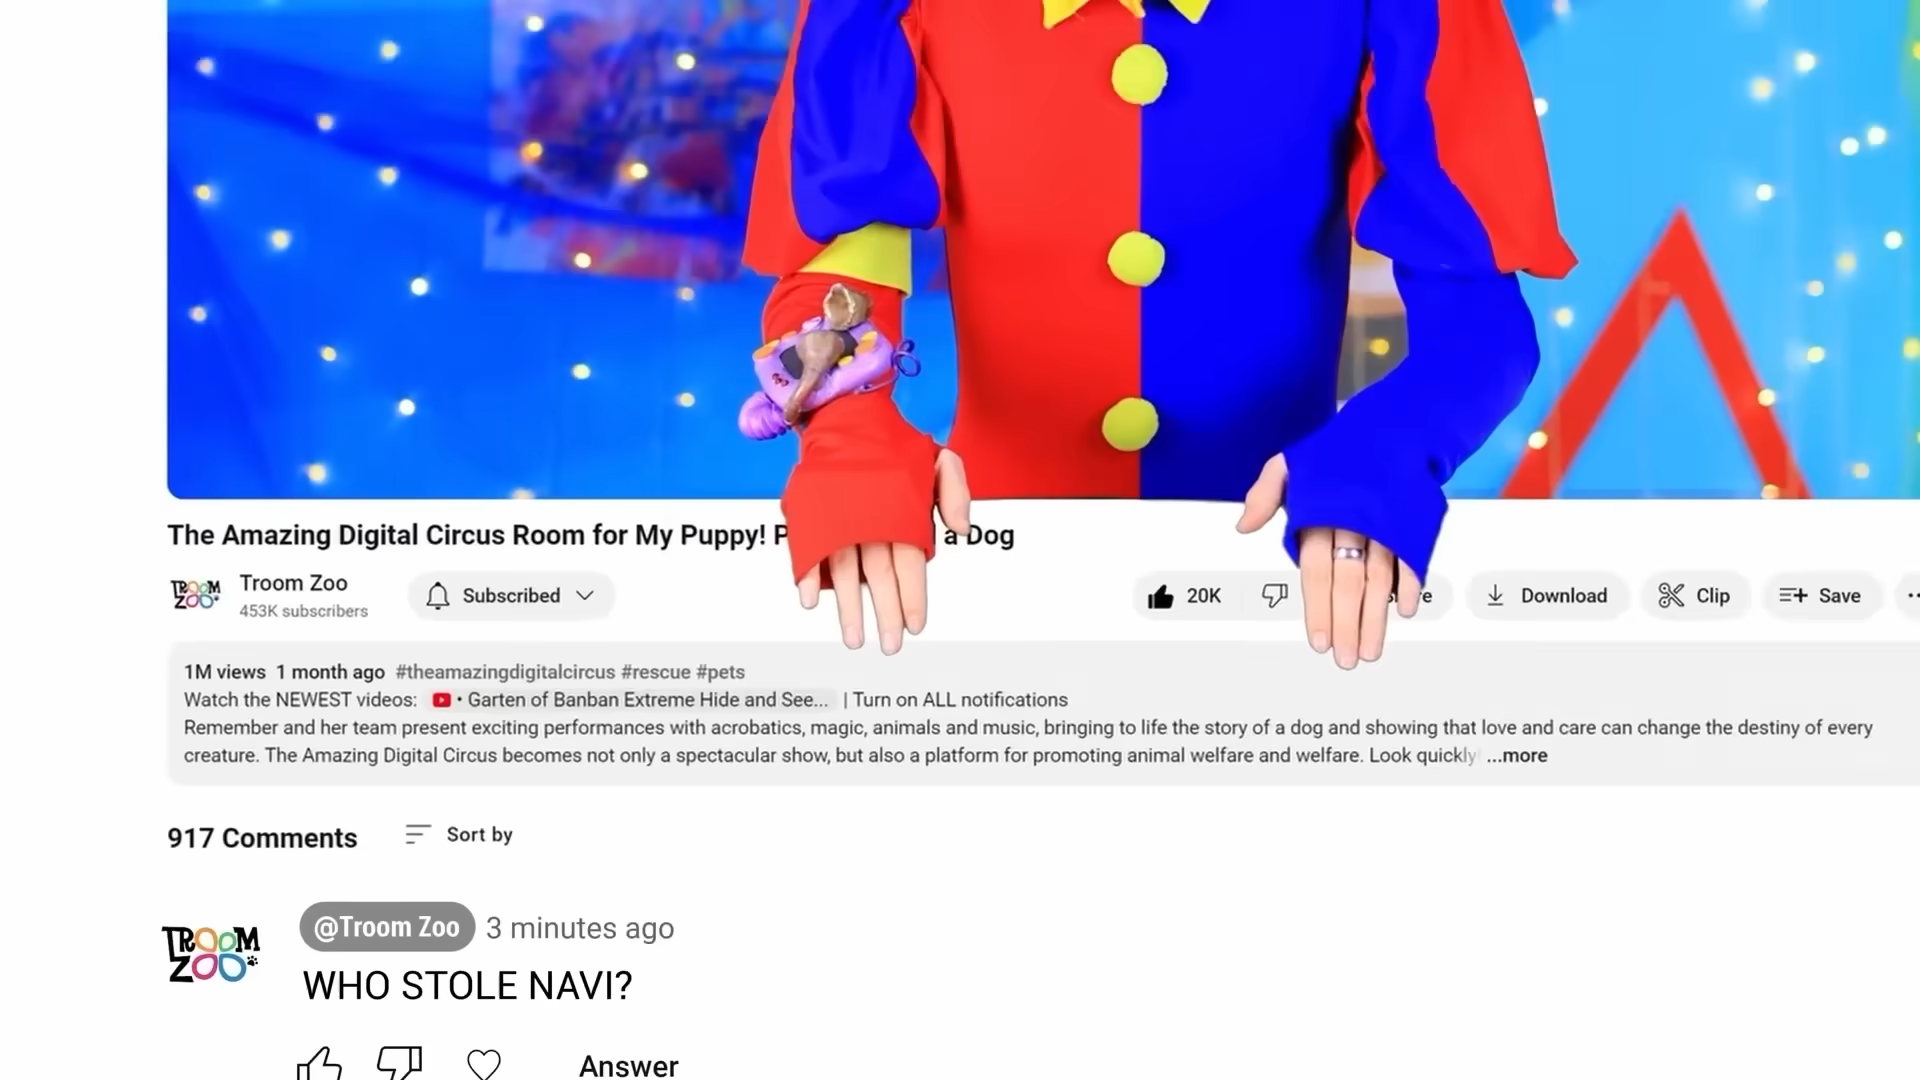 The Amazing Digital Circus Room for My Puppy! a Dog
TROOM
ZOO
Troom Zoo
453K subscribers
Subscribed
20K
Download
Clip
Save
1M views 1 month ago #theamazingdigitalcircus #rescue #pets
Watch the NEWEST videos: • Garten of Banban Extreme Hide and See... | Turn on ALL notifications
Remember and her team present exciting performances with acrobatics, magic, animals and music, bringing to life the story of a dog and showing that love and care can change the destiny of every
creature. The Amazing Digital Circus becomes not only a spectacular show, but also a platform for promoting animal welfare and welfare. Look quickly ...more
917 Comments
Sort by
TROOM
ZOO
@Troom Zoo 3 minutes ago
WHO STOLE NAVI?
Answer